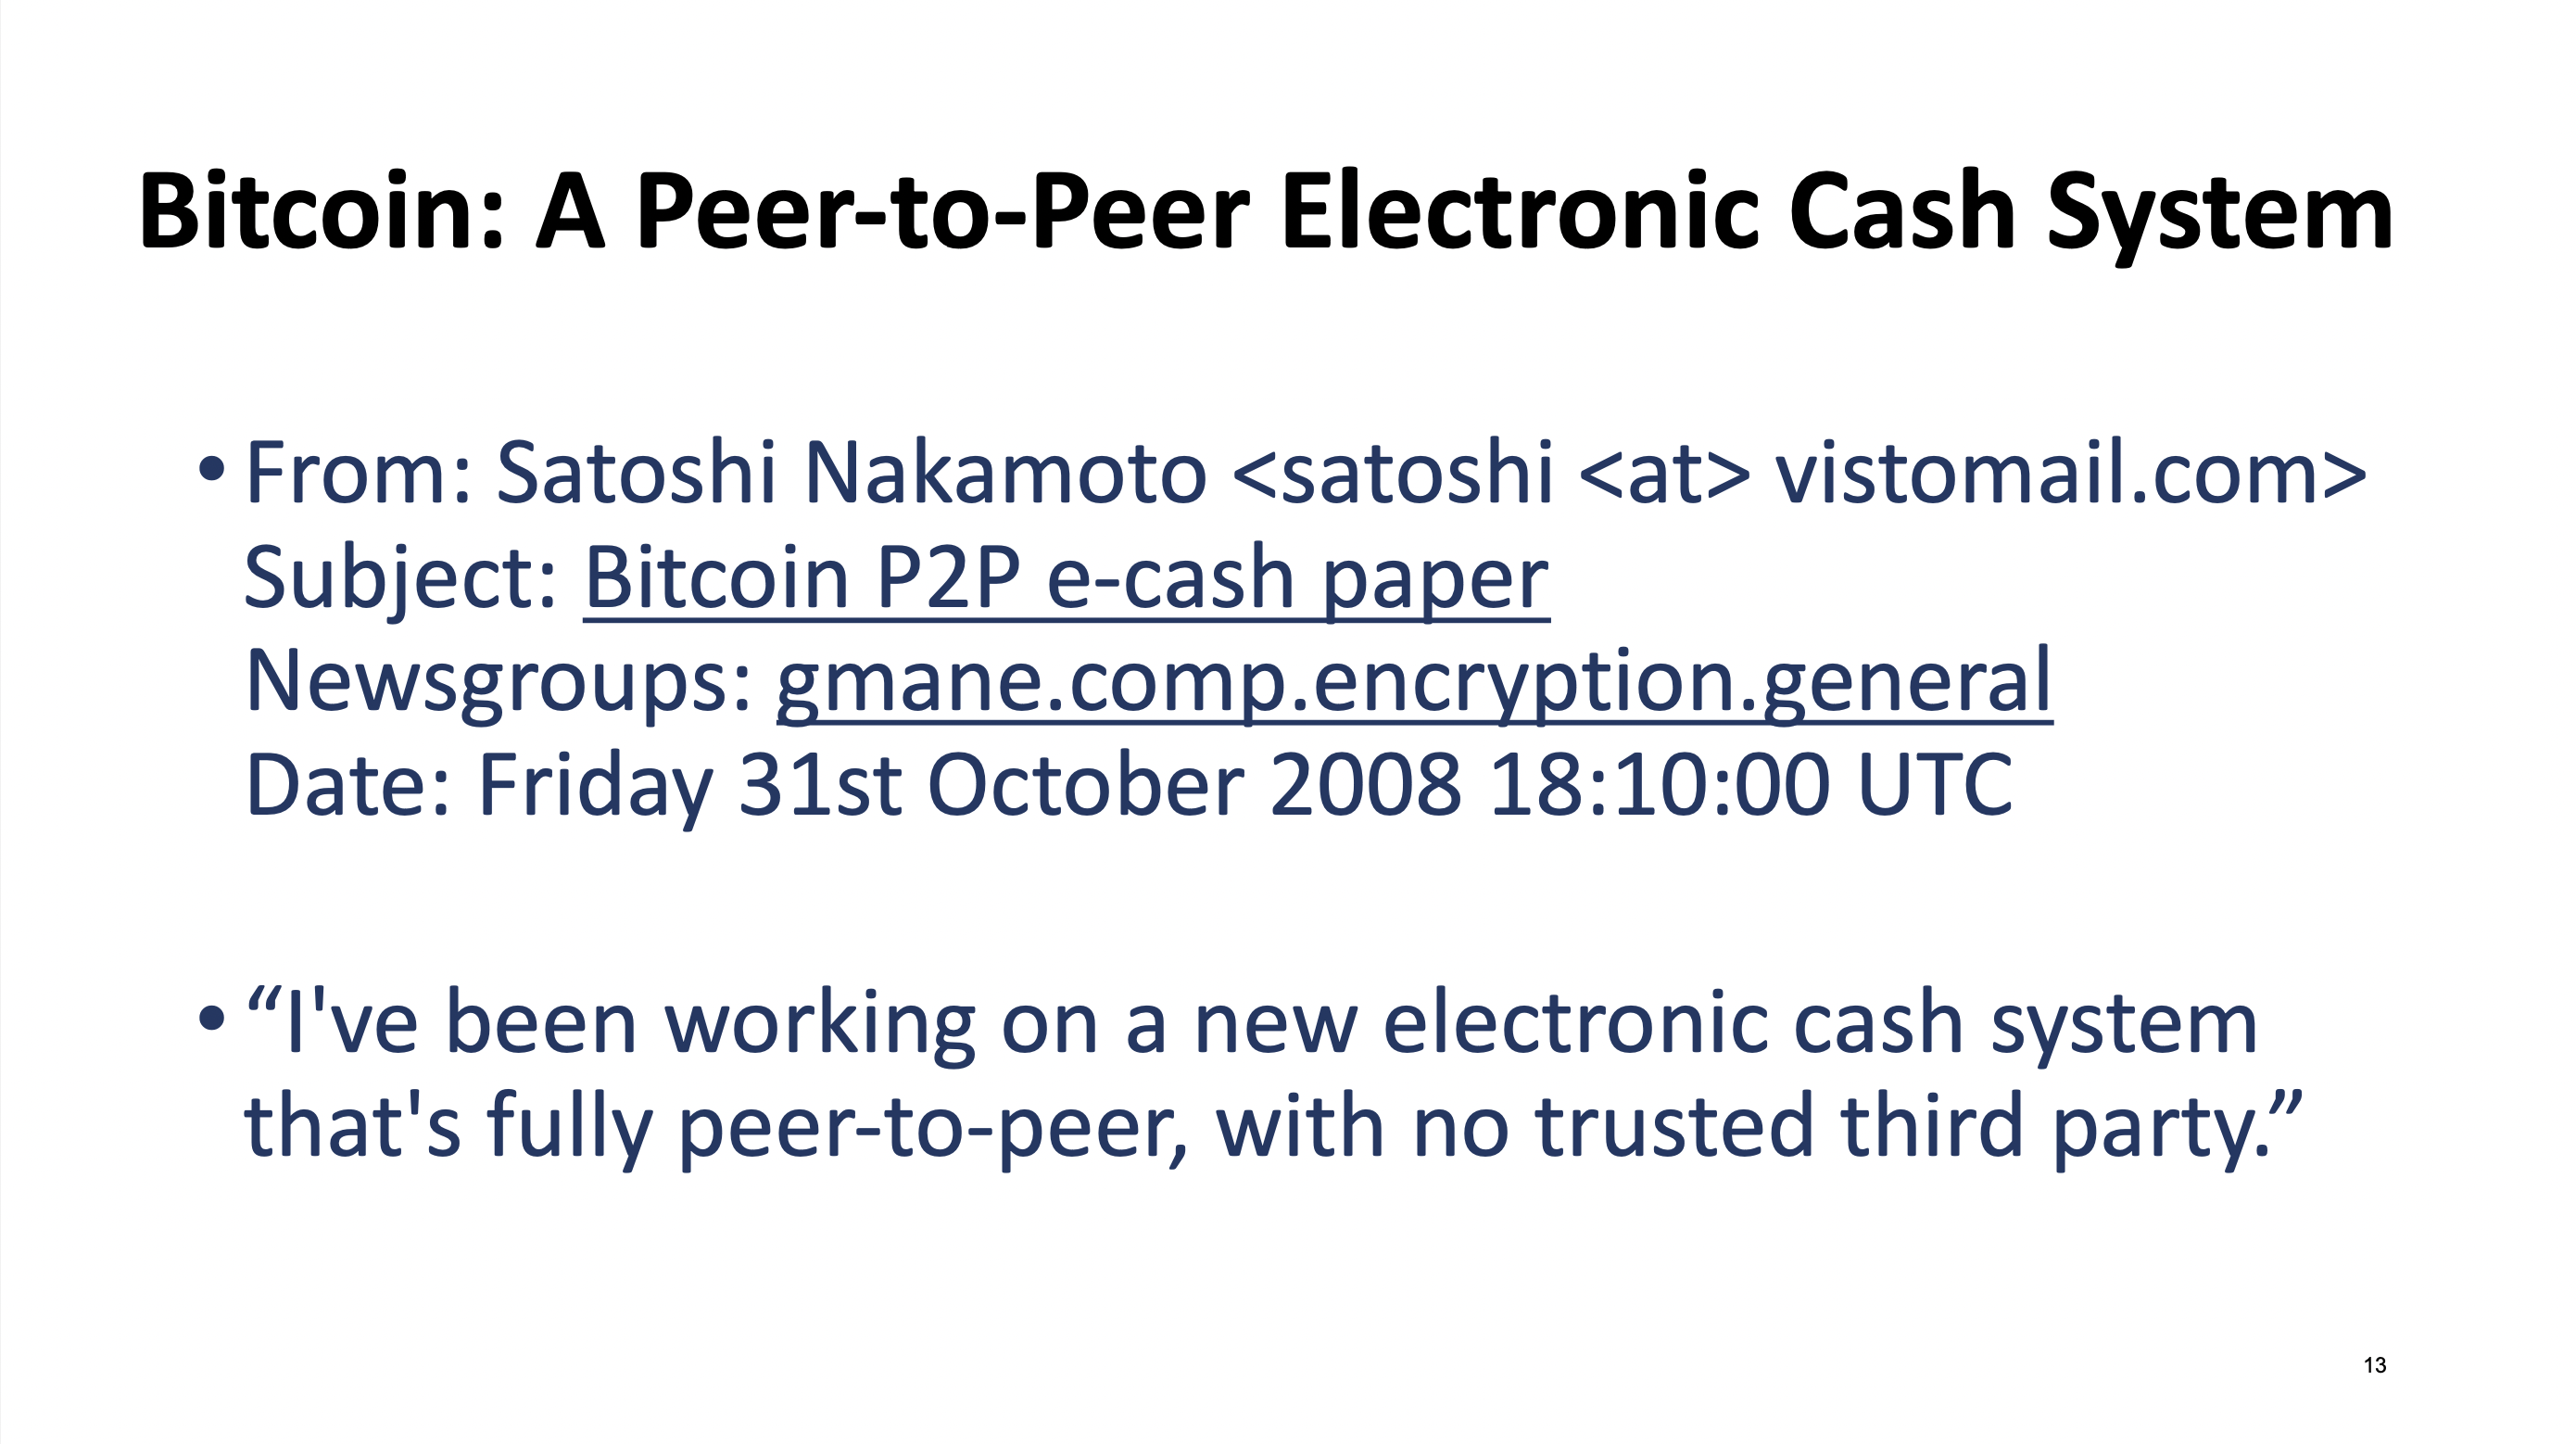 Bitcoin: A Peer-to-Peer Electronic Cash System
• From: Satoshi Nakamoto <satoshi <at> vistomail.com>
Subject: Bitcoin P2P e-cash paper
Newsgroups: gmane.comp.encryption.general
Date: Friday 31st October 2008 18:10:00 UTC
• “I've been working on a new electronic cash system
that's fully peer-to-peer, with no trusted third party.”
13